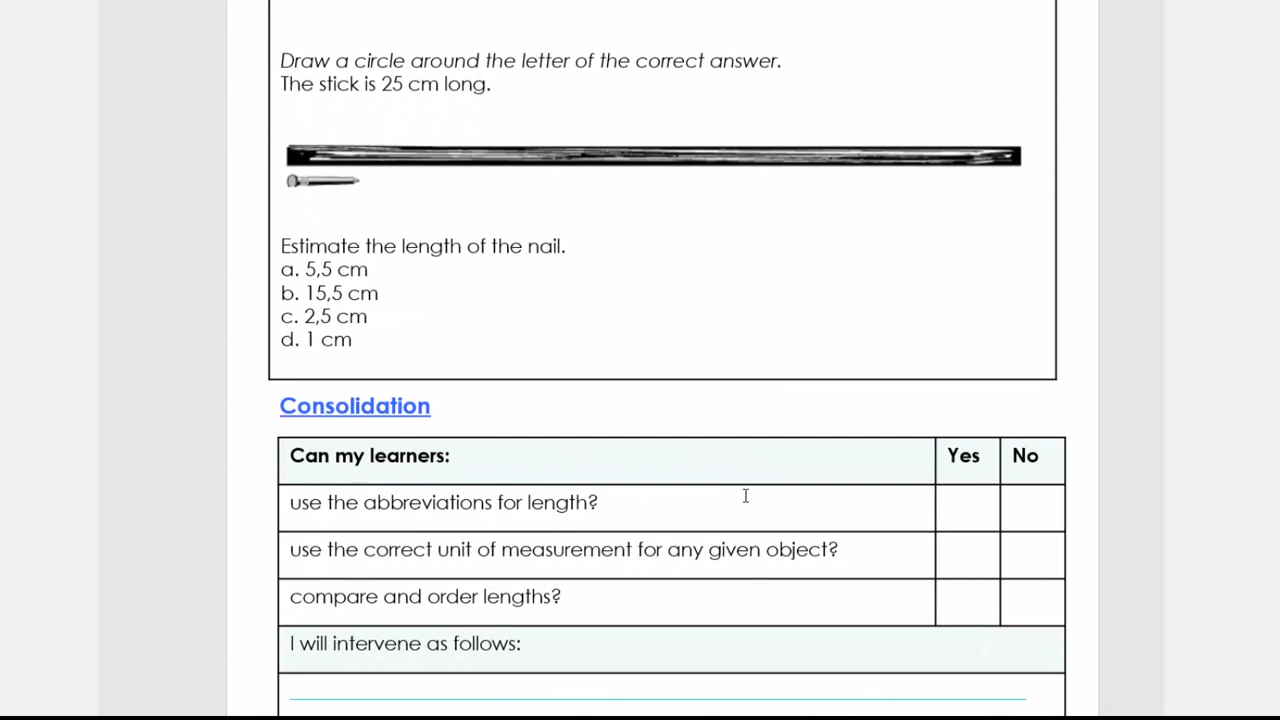 Draw a circle around the letter of the correct answer.
The stick is 25 cm long.
Estimate the length of the nail.
a. 5,5 cm
b. 15,5 cm
c. 2,5 cm
d. 1 cm
Consolidation
Can my learners: Yes No
use the abbreviations for length?
use the correct unit of measurement for any given object?
compare and order lengths?
I will intervene as follows: